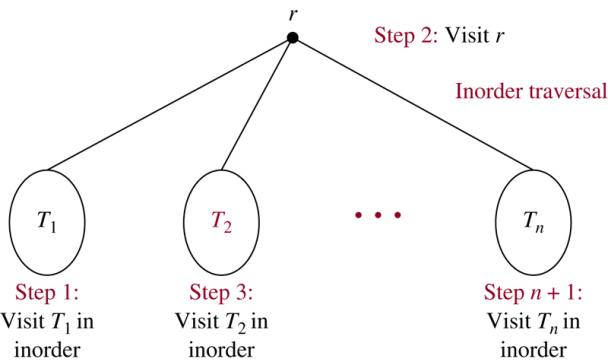 r
Step 2: Visit r
Inorder traversal
T₁
T₂
• • •
Tₙ
Step 1:
Visit T₁ in
inorder
Step 3:
Visit T₂ in
inorder
Step n + 1:
Visit Tₙ in
inorder